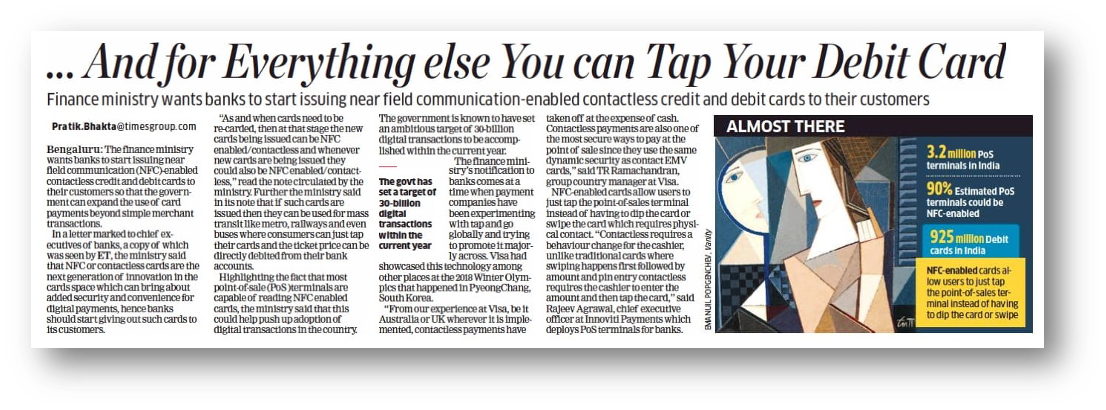 ... And for Everything else You can Tap Your Debit Card
Finance ministry wants banks to start issuing near field communication-enabled contactless credit and debit cards to their customers
Pratik.Bhakta@timesgroup.com
Bengaluru: The finance ministry
wants banks to start issuing near
field communication (NFC)-enabled
contactless credit and debit cards to
their customers so that the govern-
ment can expand the use of card
payments beyond simple merchant
transactions.
In a letter marked to chief ex-
ecutives of banks, a copy of which
was seen by ET, the ministry said
that NFC or contactless cards are the
next generation of innovation in the
cards space which can bring about
added security and convenience for
digital payments, hence banks
should start giving out such cards to
its customers.
"As and when cards need to be
re-carded, then at that stage the new
cards being issued can be NFC
enabled/contactless and whenever
new cards are being issued they
could also be NFC enabled/contact-
less," read the note circulated by the
ministry. Further the ministry said
in its note that if such cards are
issued then they can be used for mass
transit like metro, railways and even
buses where consumers can just tap
their cards and the ticket price can be
directly debited from their bank
accounts.
Highlighting the fact that most
point-of-sale (PoS)terminals are
capable of reading NFC enabled
cards, the ministry said that this
could help push up adoption of
digital transactions in the country.
The government is known to have set
an ambitious target of 30-billion
digital transactions to be accomp-
lished within the current year.
The finance mini-
stry's notification to
banks comes at a
time when payment
companies have
been experimenting
with tap and go
globally and trying
to promote it major-
ly across. Visa had
showcased this technology among
other places at the 2018 Winter Olym-
pics that happened in PyeongChang,
South Korea.
"From our experience at Visa, be it
Australia or UK wherever it is imple-
mented, contactless payments have
The govt has
set a target of
30-billion
digital
transactions
within the
current year
taken off at the expense of cash.
Contactless payments are also one of
the most secure ways to pay at the
point of sale since they use the same
dynamic security as contact EMV
cards," said TR Ramachandran,
group country manager at Visa.
NFC-enabled cards allow users to
just tap the point-of-sales terminal
instead of having to dip the card or
swipe the card which requires physi-
cal contact. "Contactless requires a
behaviour change for the cashier,
unlike traditional cards where
swiping happens first followed by
amount and pin entry contactless
requires the cashier to enter the
amount and then tap the card," said
Rajeev Agrawal, chief executive
officer at Innoviti Payments which
deploys PoS terminals for banks.
ALMOST THERE
3.2 million PoS
terminals in India
90% Estimated PoS
terminals could be
NFC-enabled
925 million Debit
cards in India
NFC-enabled cards al-
low users to just tap
the point-of-sales ter-
minal instead of having
to dip the card or swipe